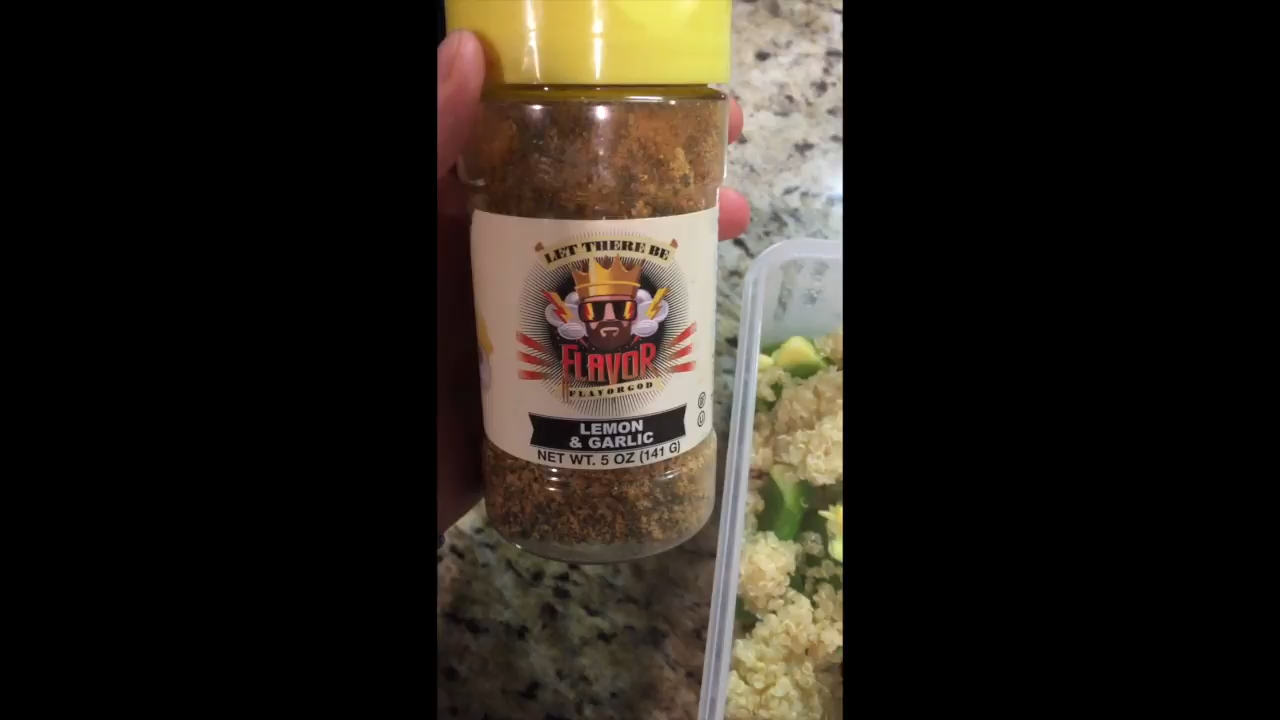 LET THERE BE
FLAVOR
FLAVORGOD
LEMON
& GARLIC
NET WT. 5 OZ (141 G)